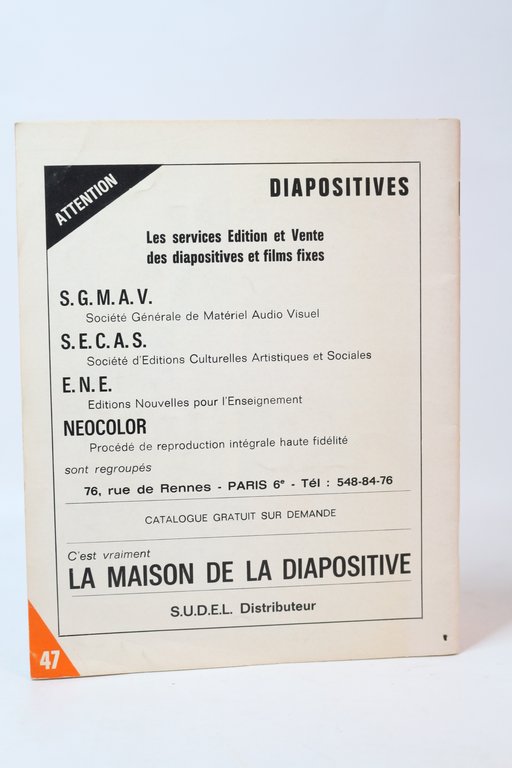 ATTENTION
DIAPOSITIVES
Les services Edition et Vente
des diapositives et films fixes
S.G.M.A.V.
Société Générale de Matériel Audio Visuel
S.E.C.A.S.
Société d'Editions Culturelles Artistiques et Sociales
E.N.E.
Editions Nouvelles pour l'Enseignement
NEOCOLOR
Procédé de reproduction intégrale haute fidélité
sont regroupés
76, rue de Rennes - PARIS 6e - Tél : 548-84-76
CATALOGUE GRATUIT SUR DEMANDE
C'est vraiment
LA MAISON DE LA DIAPOSITIVE
S.U.D.E.L. Distributeur
47